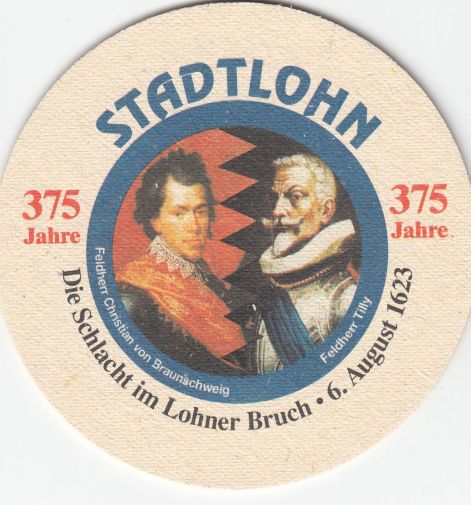 STADTLOHN
375
Jahre
375
Jahre
Feldherr Christian von Braunschweig
Feldherr Tilly
Die Schlacht im Lohner Bruch • 6. August 1623